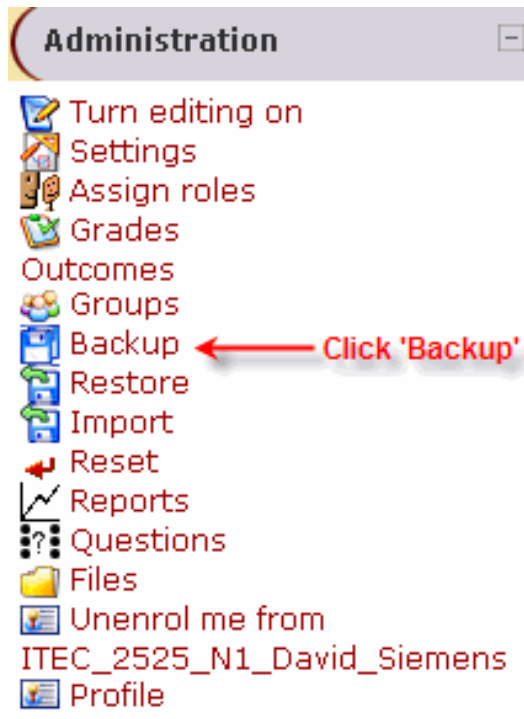 Administration
Turn editing on
Settings
Assign roles
Grades
Outcomes
Groups
Backup Click 'Backup'
Restore
Import
Reset
Reports
Questions
Files
Unenrol me from
ITEC_2525_N1_David_Siemens
Profile